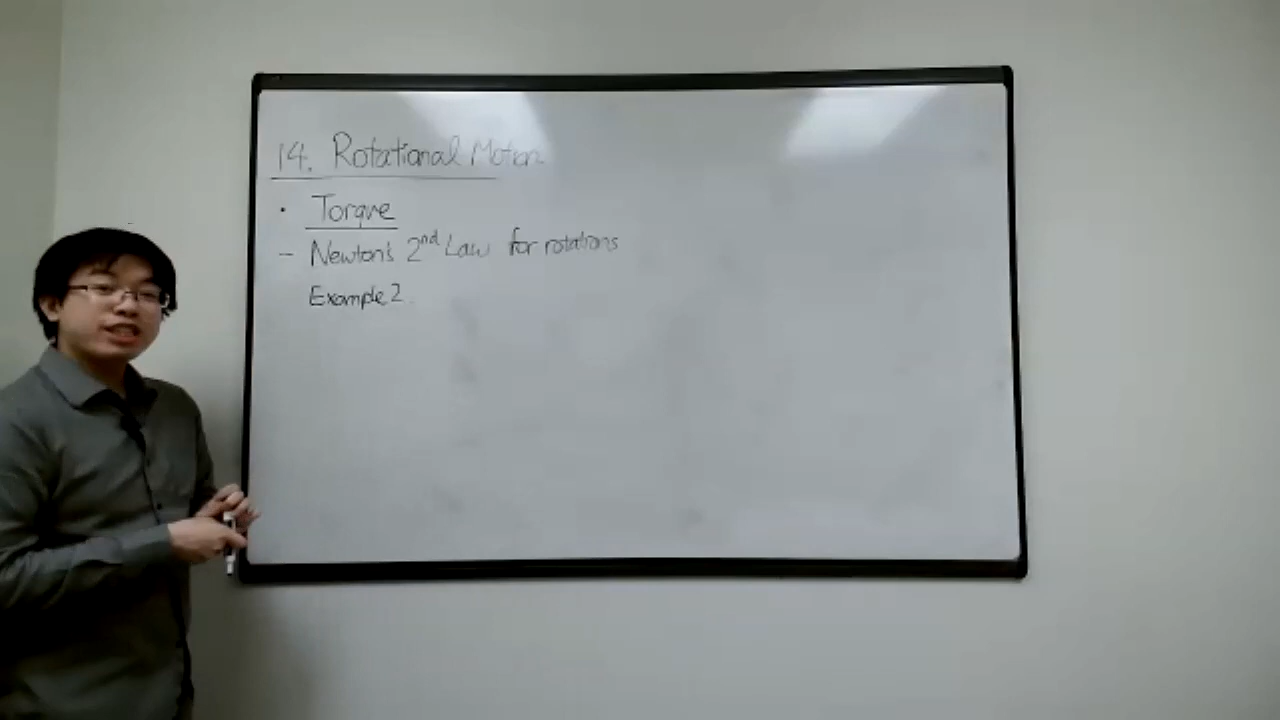 14. Rotational Motion
· Torque
- Newton's 2nd Law for rotations
Example 2.